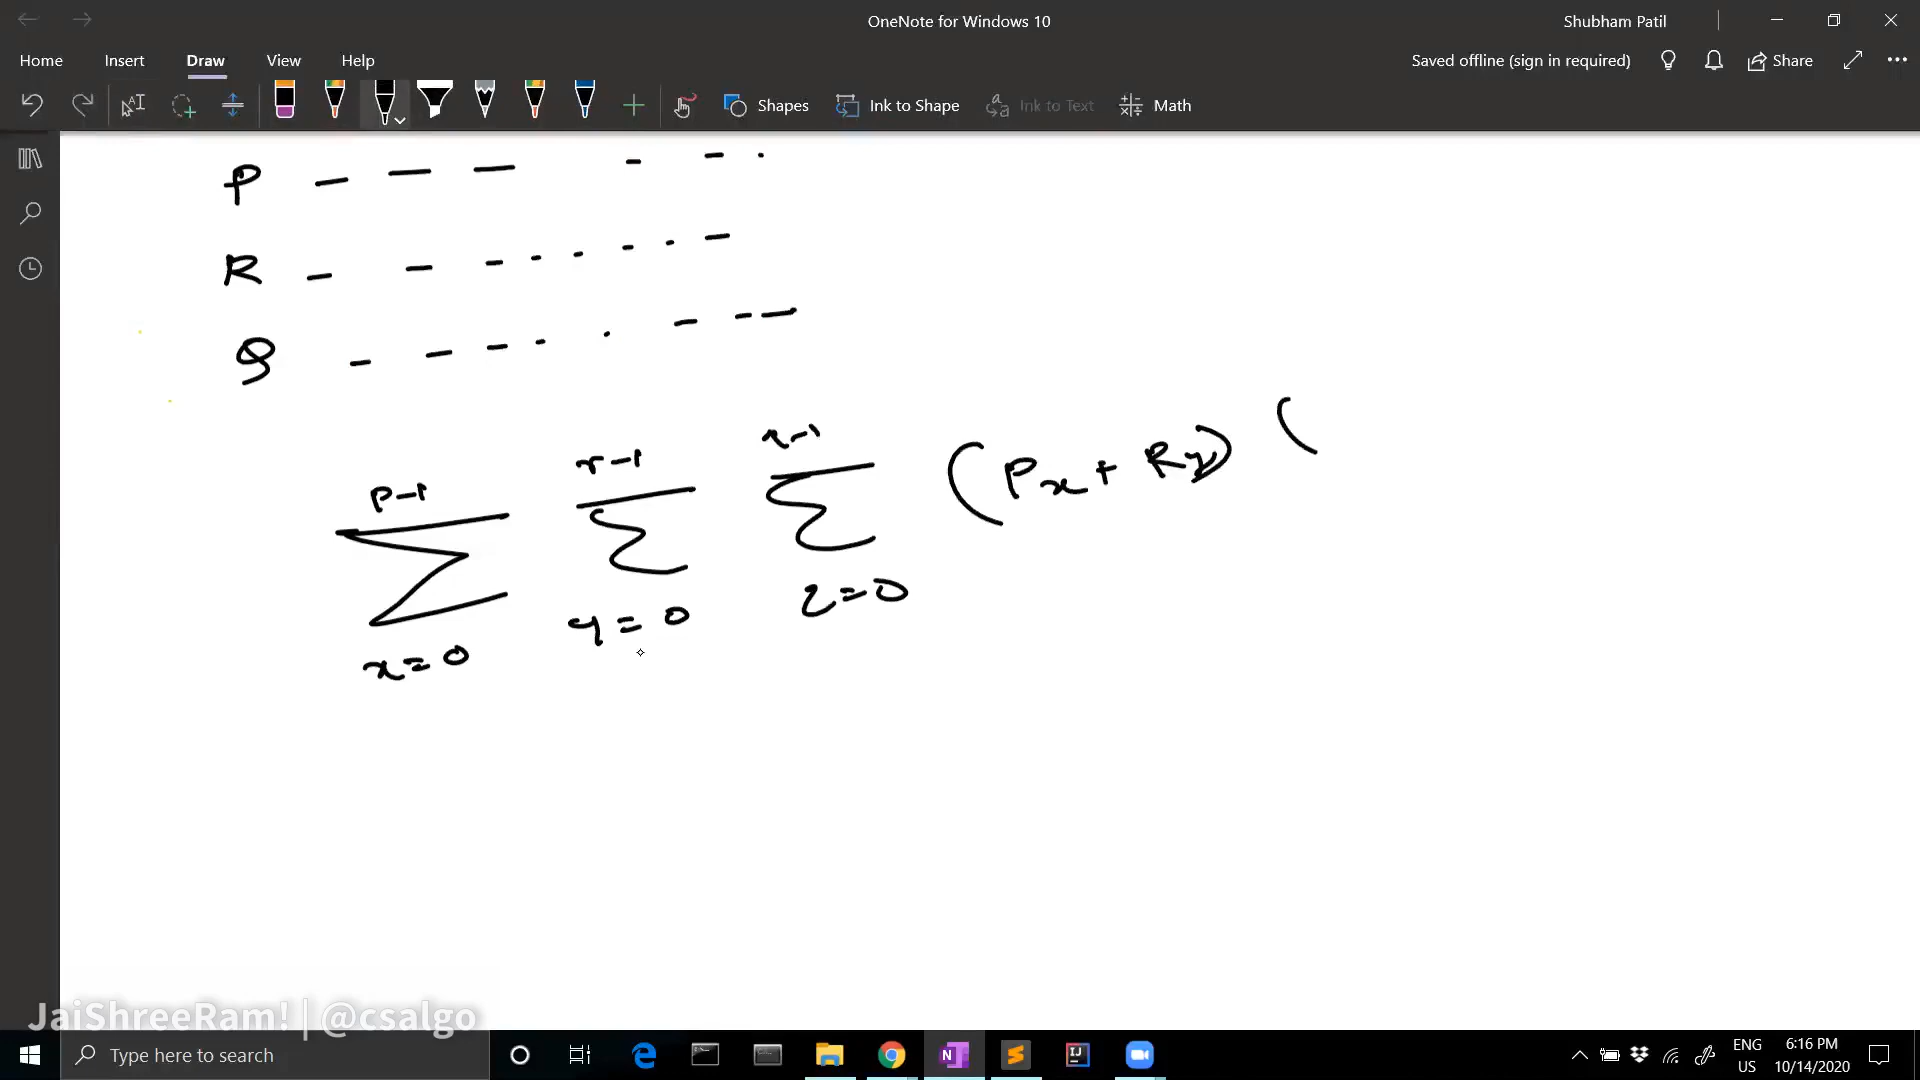 OneNote for Windows 10
Shubham Patil
Home Insert Draw View Help
Saved offline (sign in required) Share
Shapes Ink to Shape Ink to Text Math
P
R
Q
p-1 r-1 r-1
Σ Σ Σ (Px + Ry) (
x=0 y=0 z=0
JaiShreeRam! | @csalgo
Type here to search
ENG
US
6:16 PM
10/14/2020